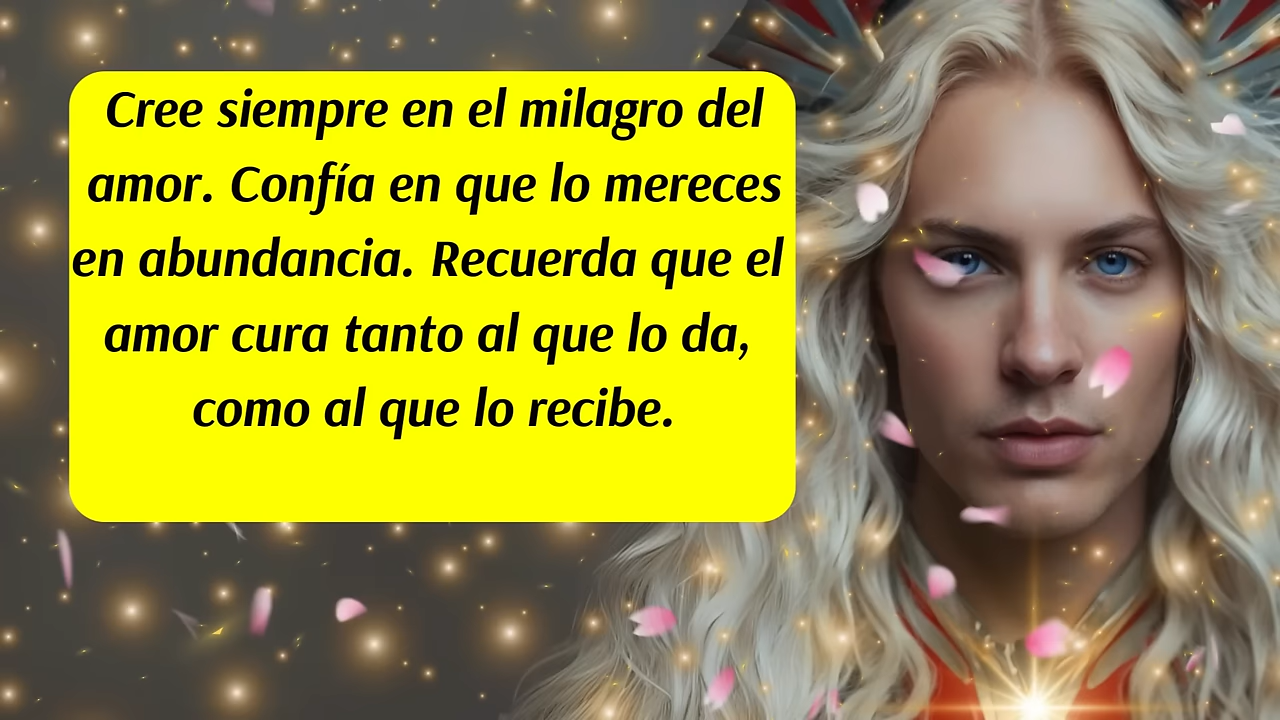 Cree siempre en el milagro del
amor. Confía en que lo mereces
en abundancia. Recuerda que el
amor cura tanto al que lo da,
como al que lo recibe.